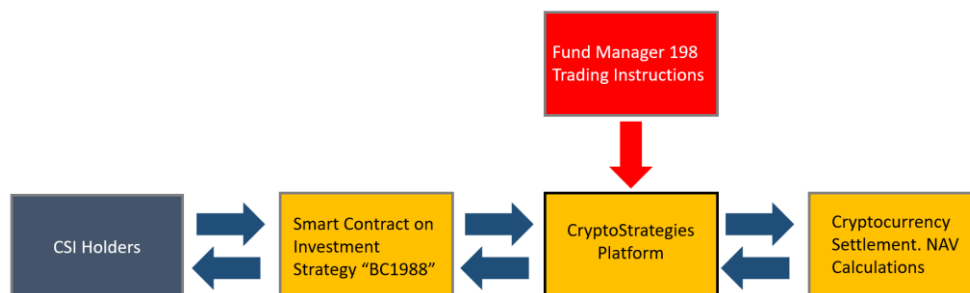 Fund Manager 198
Trading Instructions
CSI Holders
Smart Contract on
Investment
Strategy “BC1988”
CryptoStrategies
Platform
Cryptocurrency
Settlement. NAV
Calculations